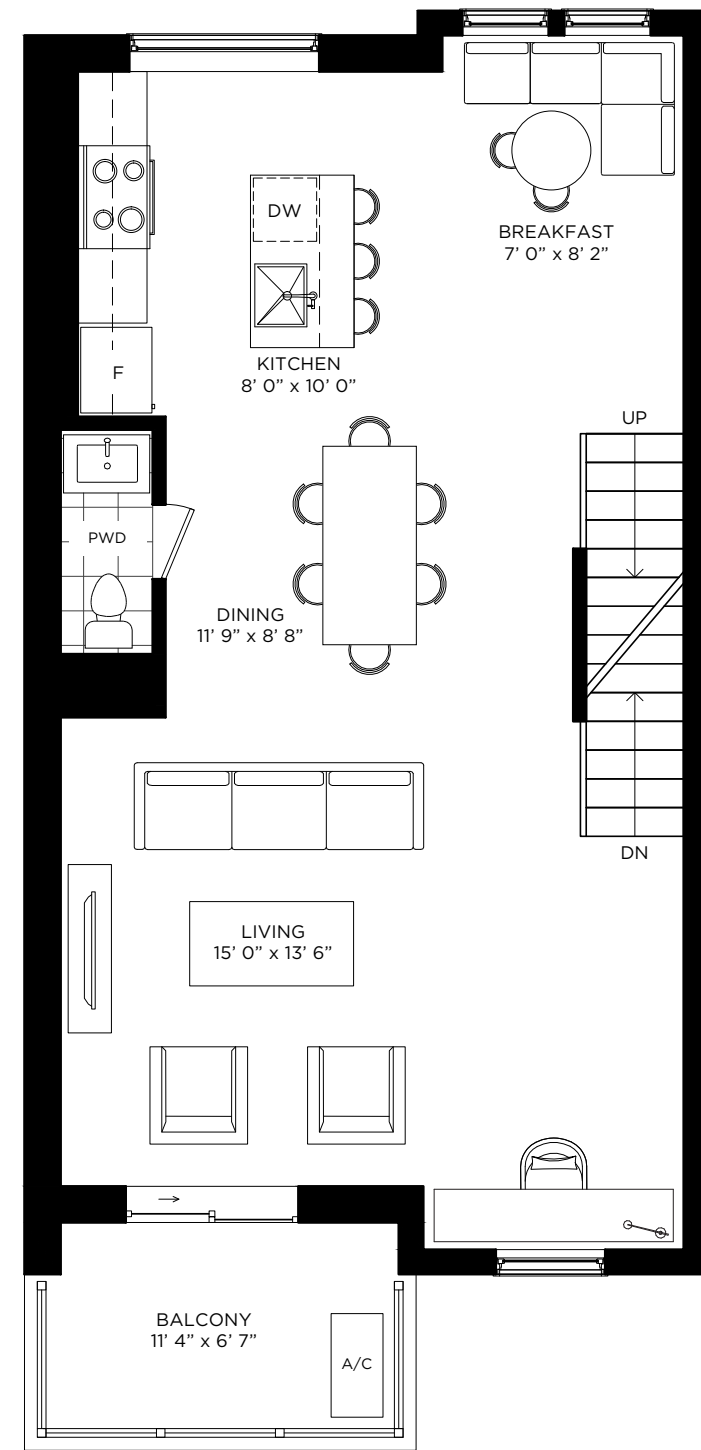 DW
BREAKFAST
7’ 0” x 8’ 2”
KITCHEN
8’ 0” x 10’ 0”
F
UP
PWD
DINING
11’ 9” x 8’ 8”
DN
LIVING
15’ 0” x 13’ 6”
BALCONY
11’ 4” x 6’ 7”
A/C